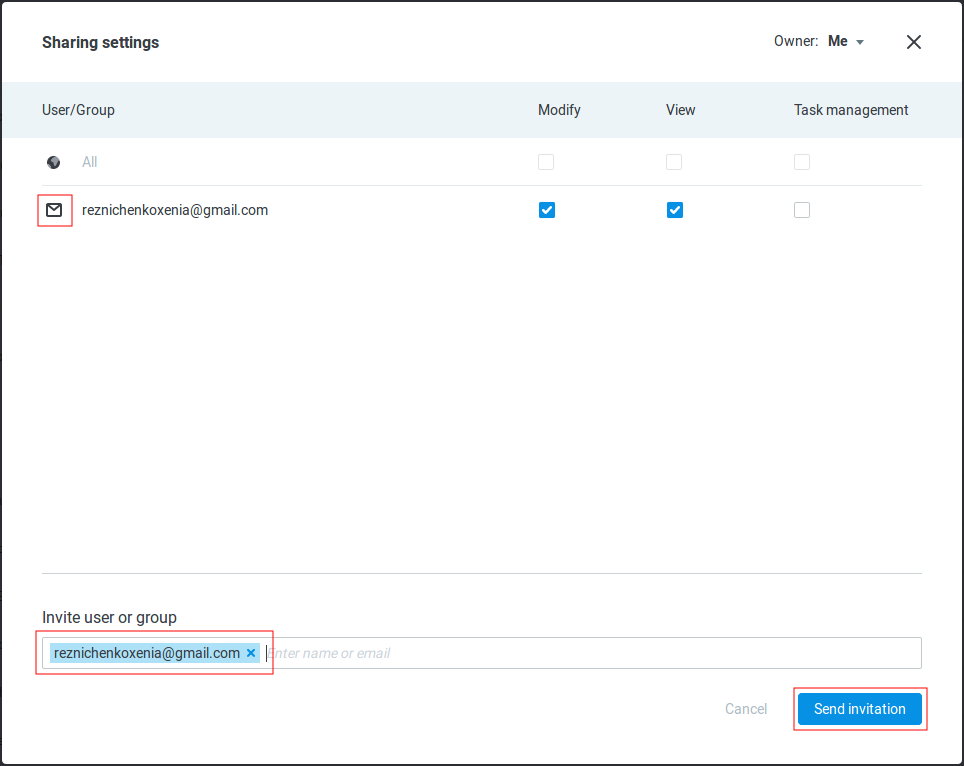 Sharing settings
Owner: Me
User/Group Modify View Task management
All
reznichenkoxenia@gmail.com
Invite user or group
reznichenkoxenia@gmail.com Enter name or email
Cancel Send invitation